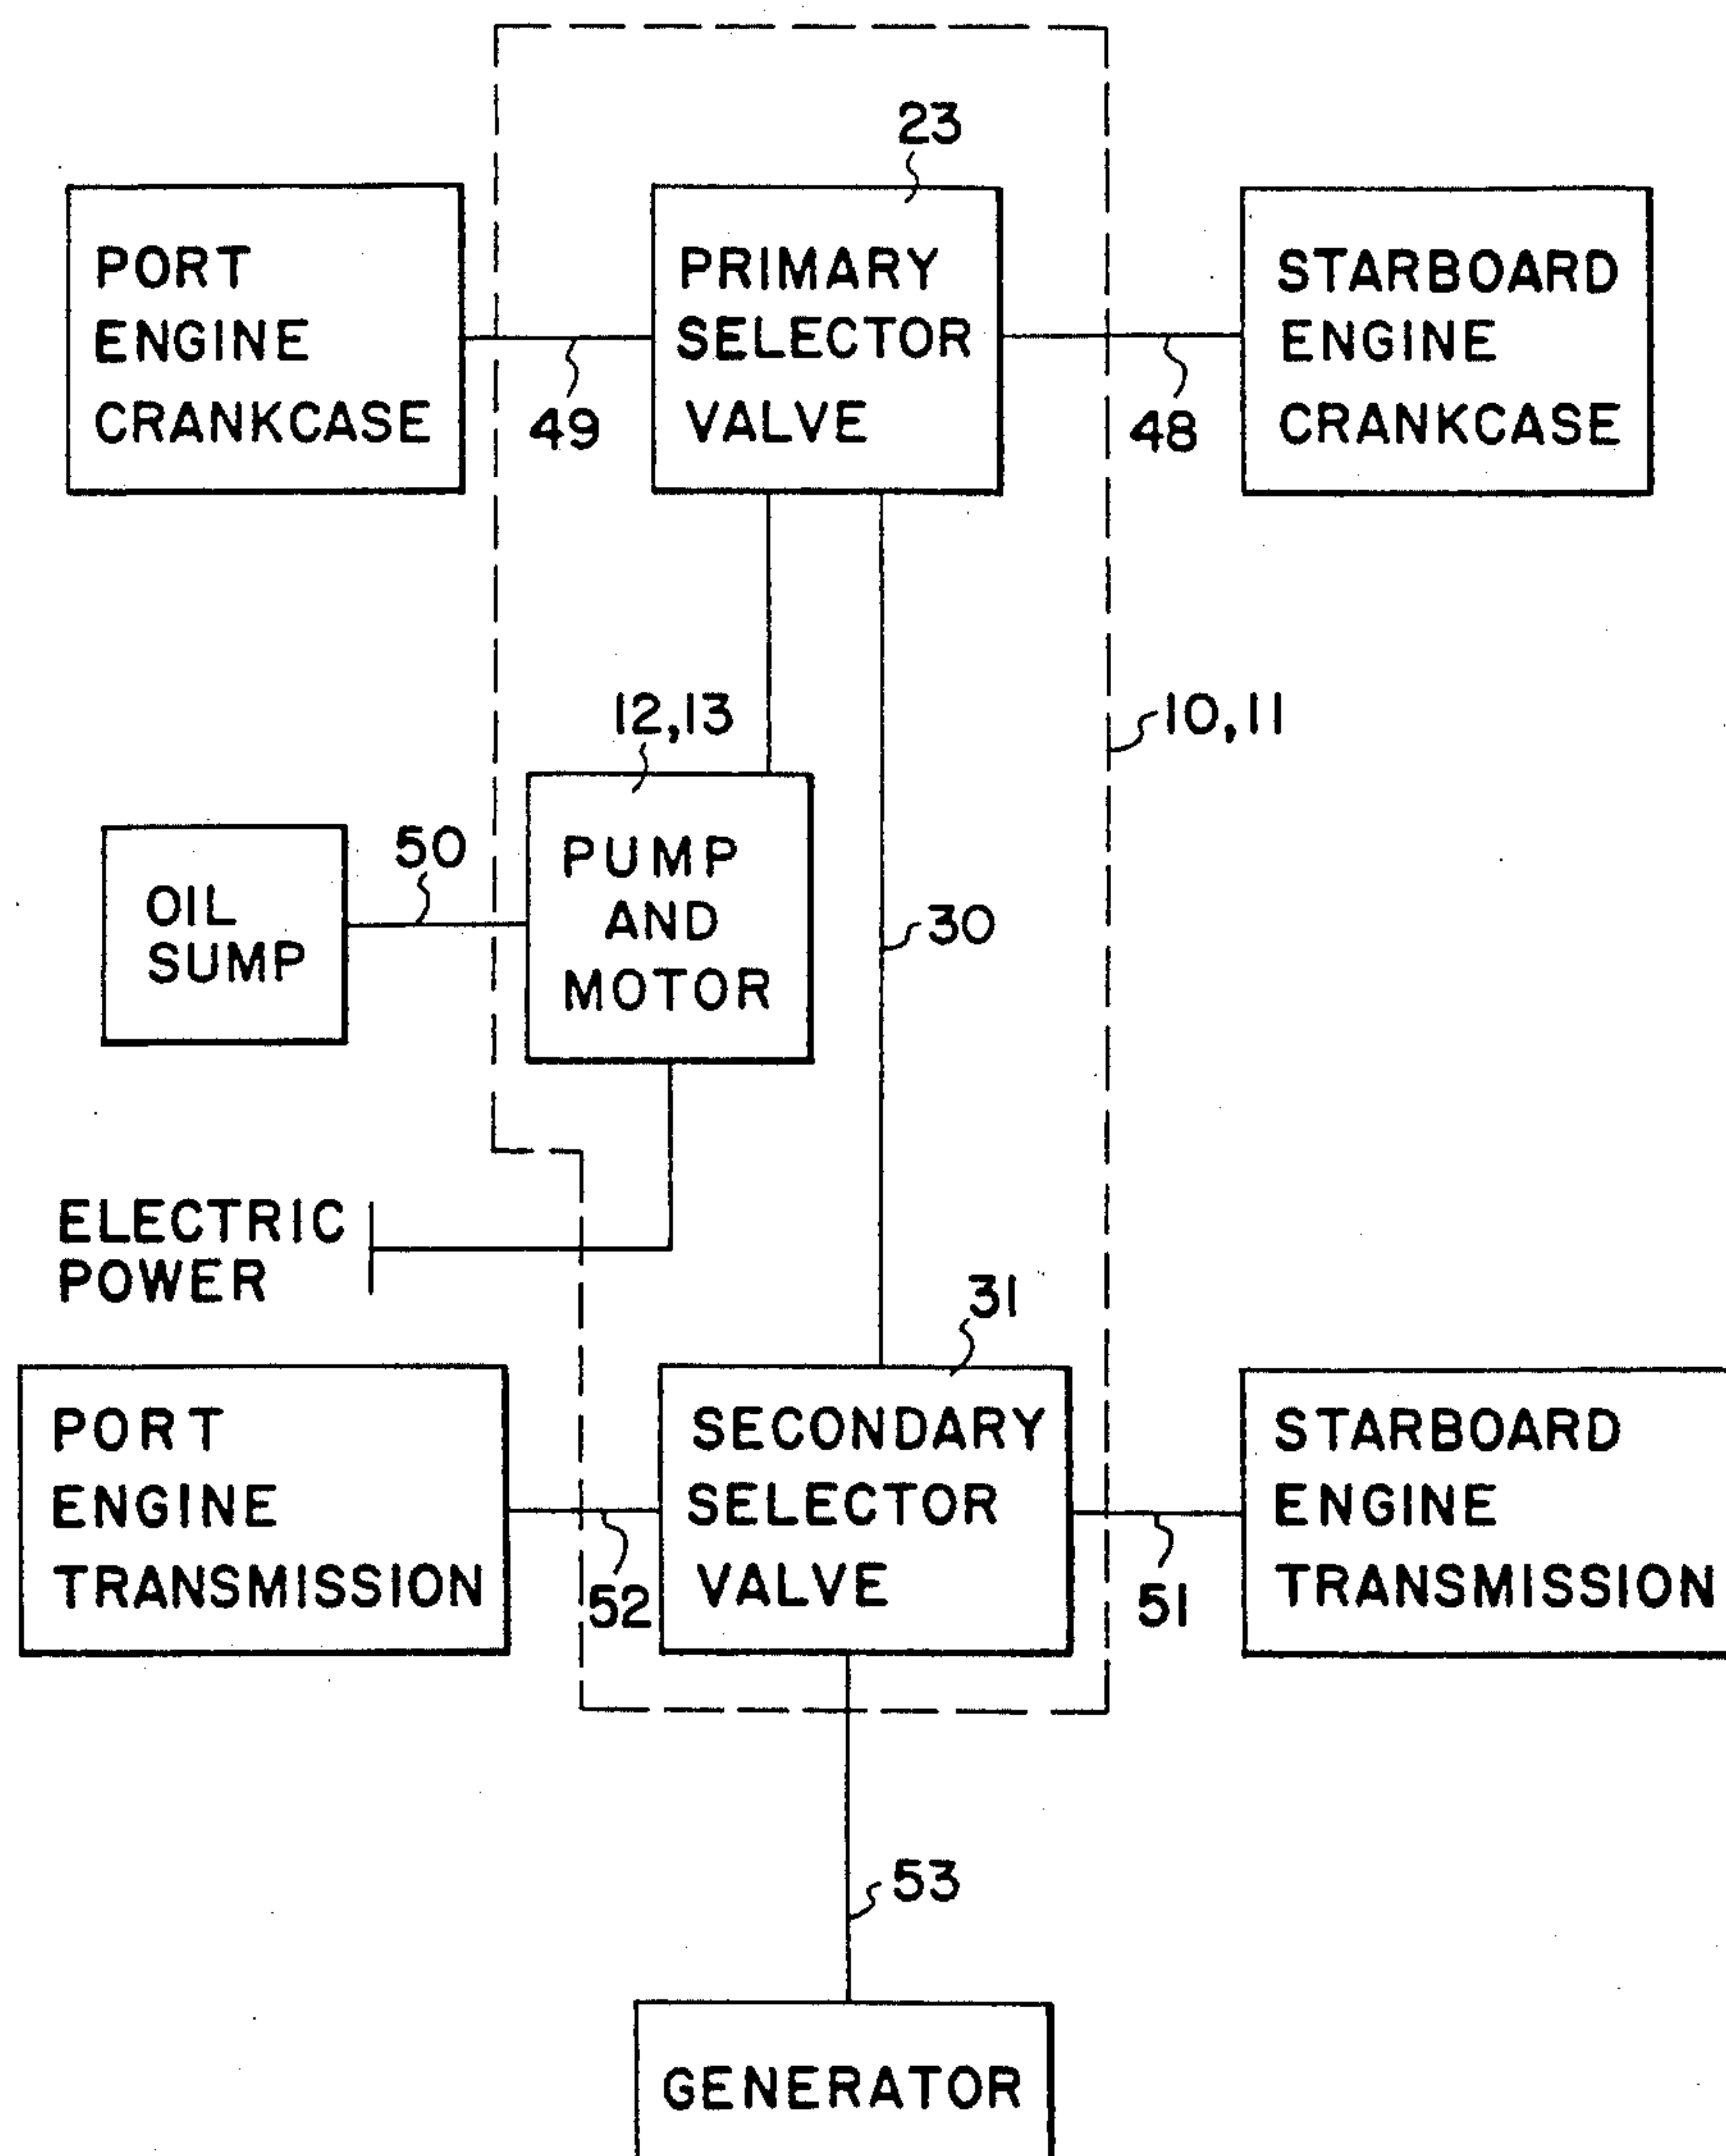 23
PORT
ENGINE
CRANKCASE
PRIMARY
SELECTOR
VALVE
STARBOARD
ENGINE
CRANKCASE
49
48
12,13
10,11
OIL
SUMP
50
PUMP
AND
MOTOR
30
ELECTRIC
POWER
31
PORT
ENGINE
TRANSMISSION
SECONDARY
SELECTOR
VALVE
STARBOARD
ENGINE
TRANSMISSION
52
51
53
GENERATOR